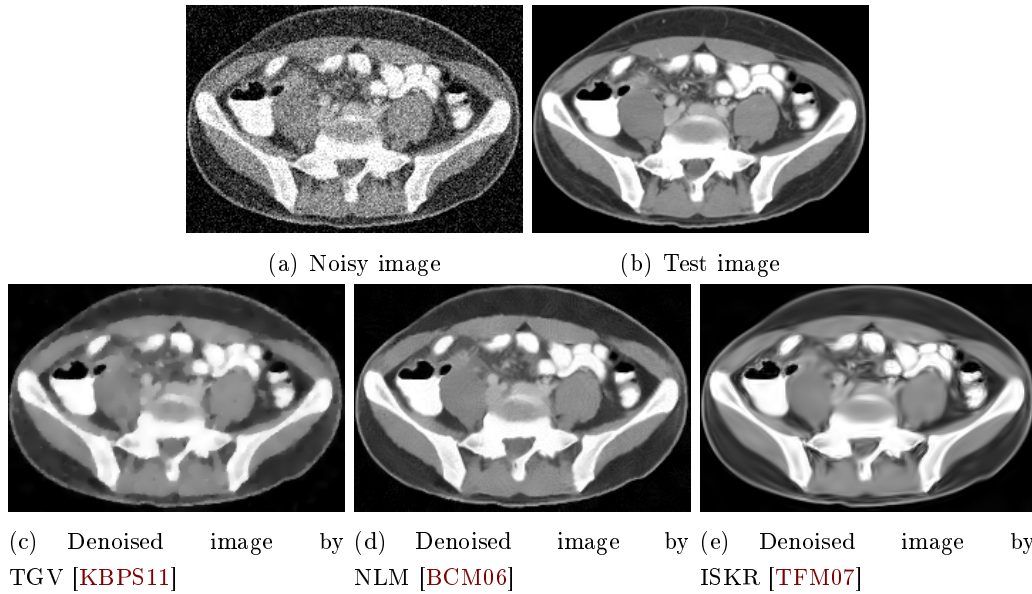 (a) Noisy image
(b) Test image
(c) Denoised image by
TGV [KBPS11]
(d) Denoised image by
NLM [BCM06]
(e) Denoised image by
ISKR [TFM07]